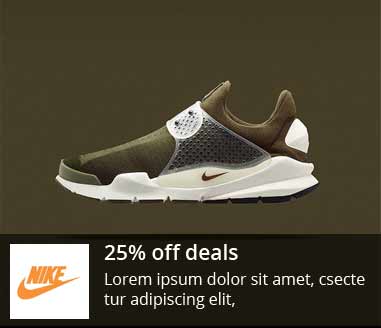 NIKE
25% off deals
Lorem ipsum dolor sit amet, csecte
tur adipiscing elit,